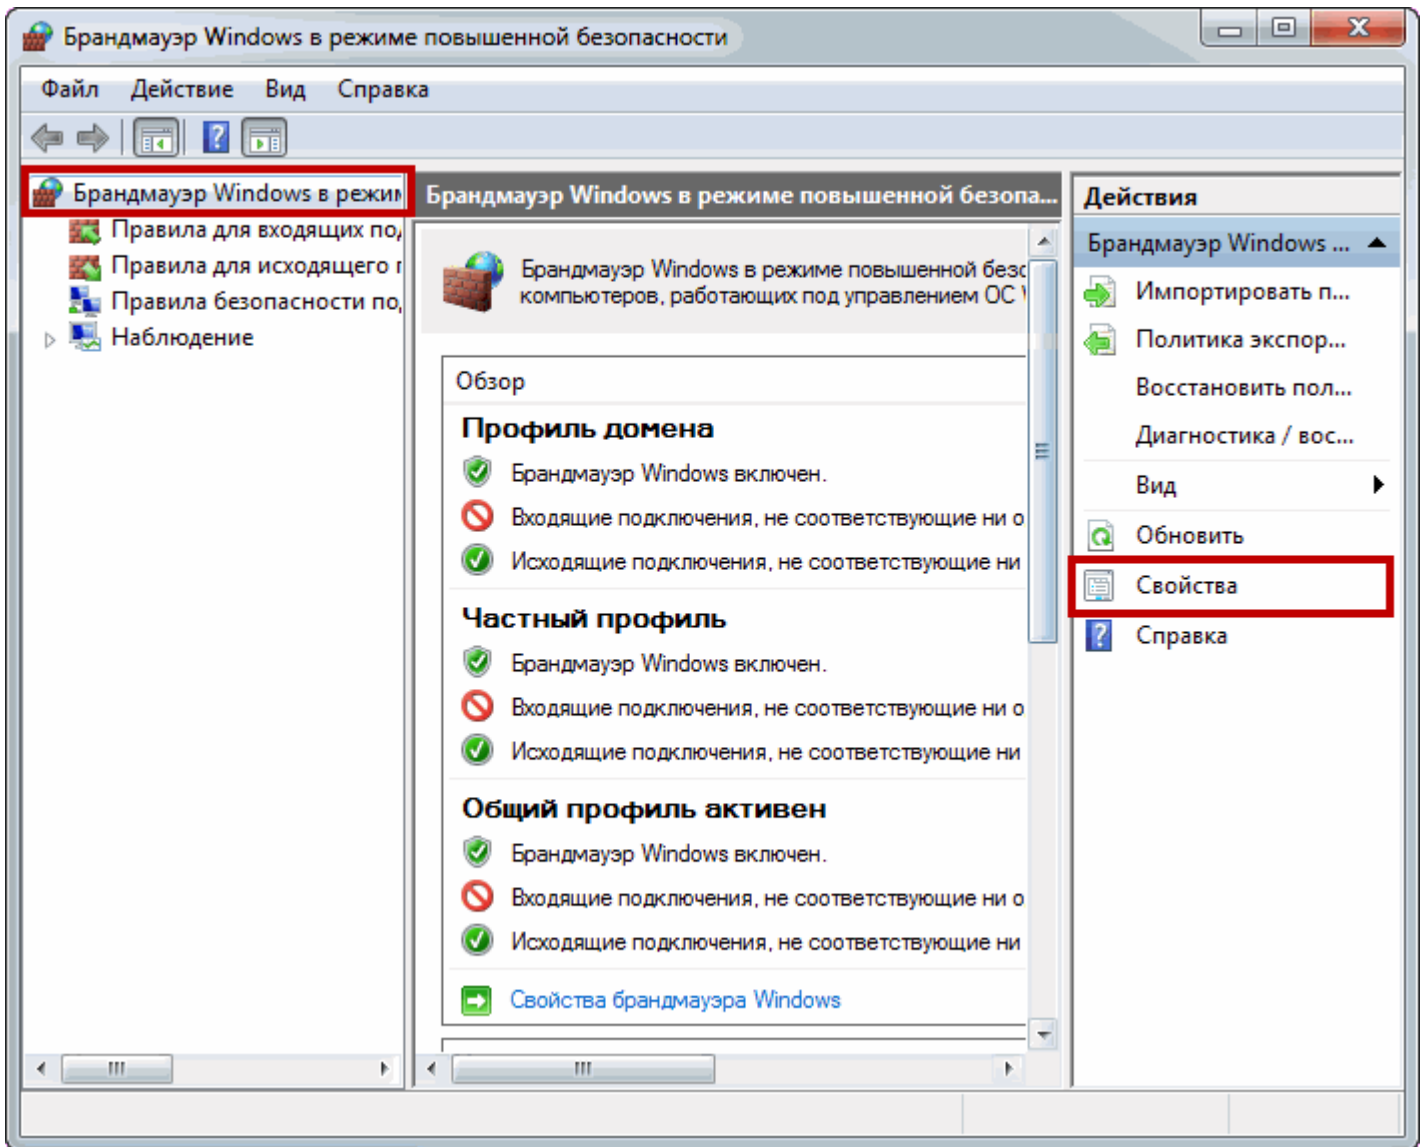 Брандмауэр Windows в режиме повышенной безопасности
Файл Действие Вид Справка
Брандмауэр Windows в режи
Правила для входящих по
Правила для исходящего
Правила безопасности по
Наблюдение
Брандмауэр Windows в режиме повышенной безопа...
Брандмауэр Windows в режиме повышенной безо
компьютеров, работающих под управлением ОС
Обзор
Профиль домена
Брандмауэр Windows включен.
Входящие подключения, не соответствующие ни о
Исходящие подключения, не соответствующие ни
Частный профиль
Брандмауэр Windows включен.
Входящие подключения, не соответствующие ни о
Исходящие подключения, не соответствующие ни
Общий профиль активен
Брандмауэр Windows включен.
Входящие подключения, не соответствующие ни о
Исходящие подключения, не соответствующие ни
Свойства брандмауэра Windows
Действия
Брандмауэр Windows ...
Импортировать п...
Политика экспор...
Восстановить пол...
Диагностика / вос...
Вид
Обновить
Свойства
Справка